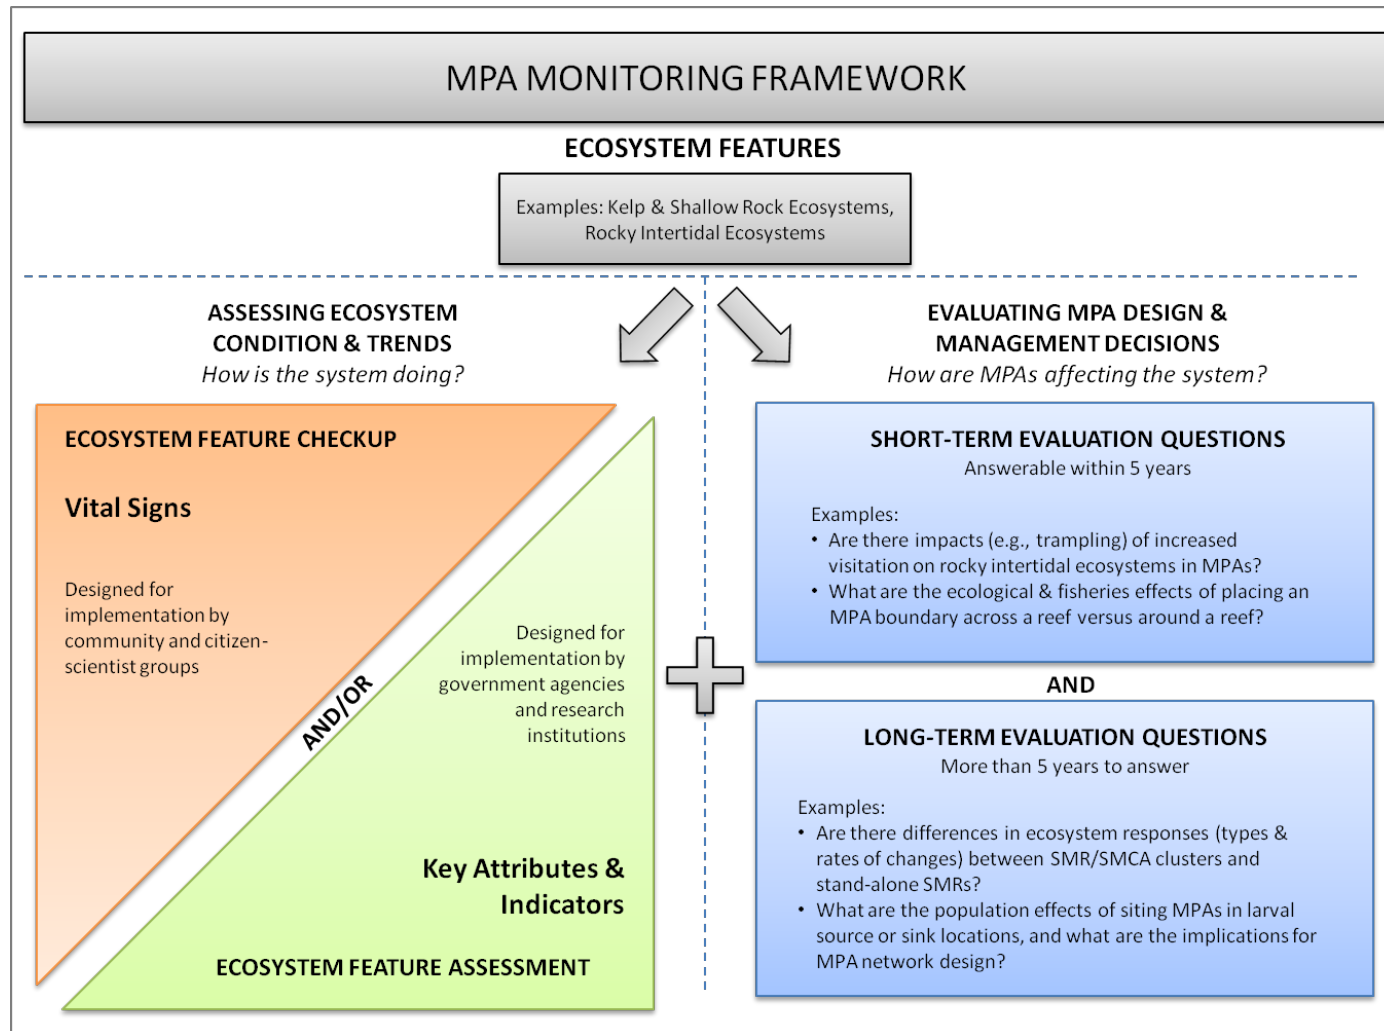 MPA MONITORING FRAMEWORK
ECOSYSTEM FEATURES
Examples: Kelp & Shallow Rock Ecosystems,
Rocky Intertidal Ecosystems
ASSESSING ECOSYSTEM
CONDITION & TRENDS
How is the system doing?
ECOSYSTEM FEATURE CHECKUP
Vital Signs
Designed for
implementation by
community and citizen-
scientist groups
AND/OR
Designed for
implementation by
government agencies
and research
institutions
Key Attributes &
Indicators
ECOSYSTEM FEATURE ASSESSMENT
EVALUATING MPA DESIGN &
MANAGEMENT DECISIONS
How are MPAs affecting the system?
SHORT-TERM EVALUATION QUESTIONS
Answerable within 5 years
Examples:
• Are there impacts (e.g., trampling) of increased
visitation on rocky intertidal ecosystems in MPAs?
• What are the ecological & fisheries effects of placing an
MPA boundary across a reef versus around a reef?
AND
LONG-TERM EVALUATION QUESTIONS
More than 5 years to answer
Examples:
• Are there differences in ecosystem responses (types &
rates of changes) between SMR/SMCA clusters and
stand-alone SMRs?
• What are the population effects of siting MPAs in larval
source or sink locations, and what are the implications for
MPA network design?